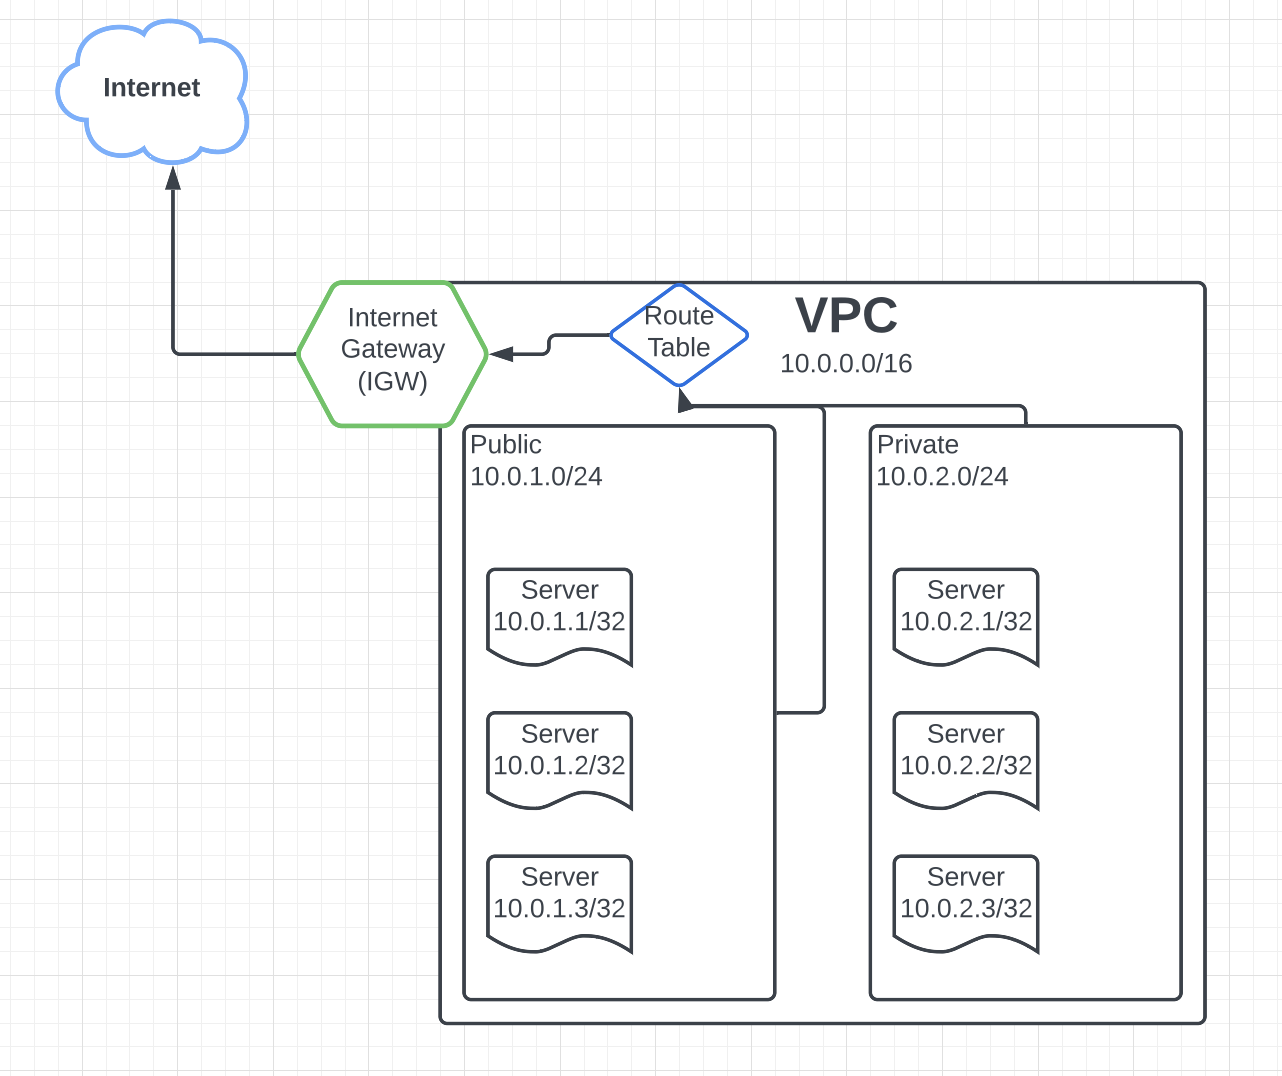 Internet
Internet
Gateway
(IGW)
Route
Table
VPC
10.0.0.0/16
Public
10.0.1.0/24
Server
10.0.1.1/32
Server
10.0.1.2/32
Server
10.0.1.3/32
Private
10.0.2.0/24
Server
10.0.2.1/32
Server
10.0.2.2/32
Server
10.0.2.3/32